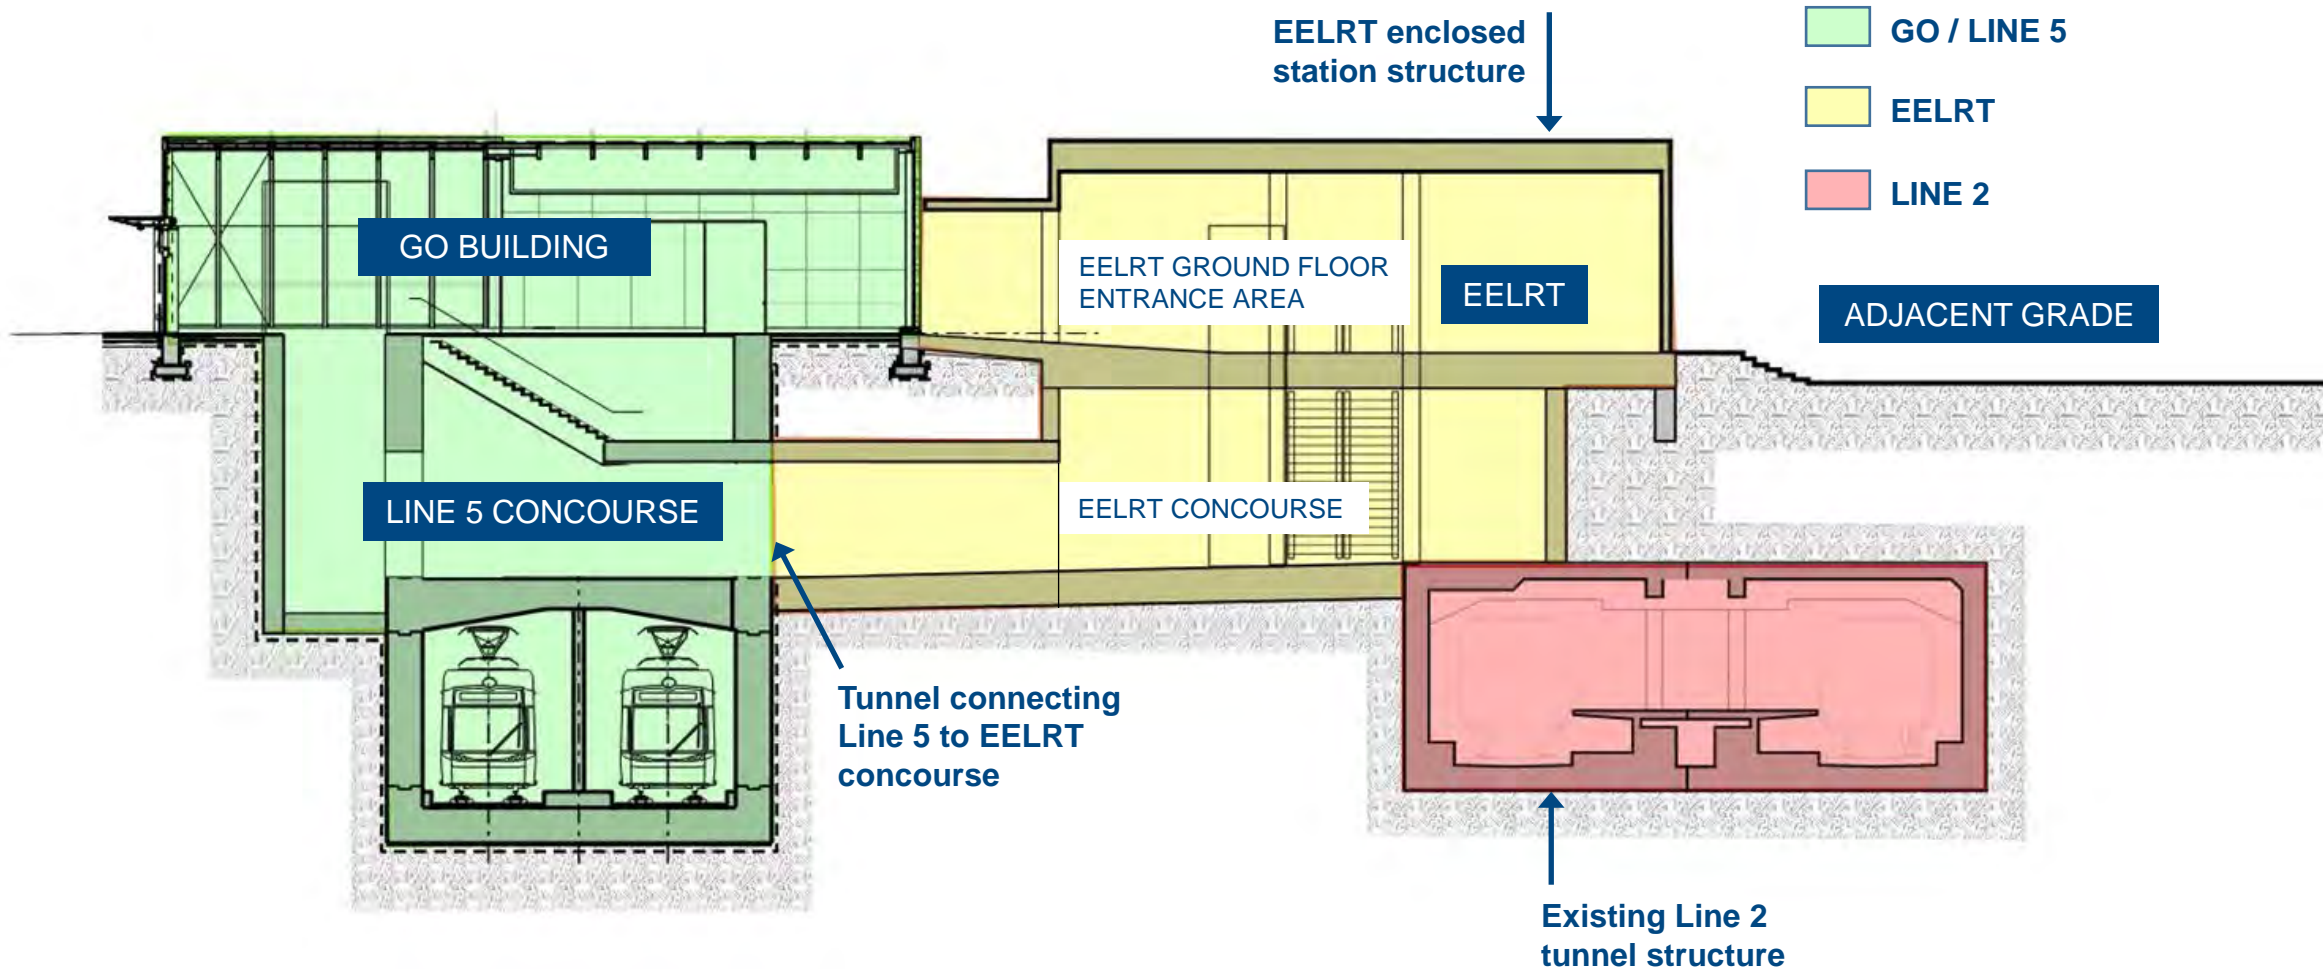 EELRT enclosed
station structure
GO / LINE 5
EELRT
LINE 2
GO BUILDING
EELRT GROUND FLOOR
ENTRANCE AREA
EELRT
ADJACENT GRADE
LINE 5 CONCOURSE
EELRT CONCOURSE
Tunnel connecting
Line 5 to EELRT
concourse
Existing Line 2
tunnel structure